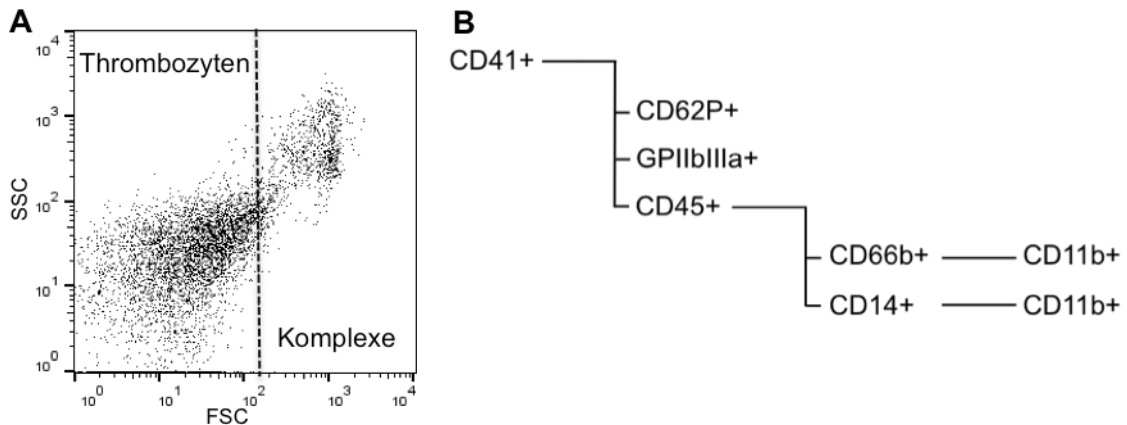 A
Thrombozyten
Komplexe
SSC
10^4
10^3
10^2
10^1
10^0
10^0 10^1 10^2 10^3 10^4
FSC
B
CD41+
CD62P+
GPIIbIIIa+
CD45+
CD66b+ CD11b+
CD14+ CD11b+